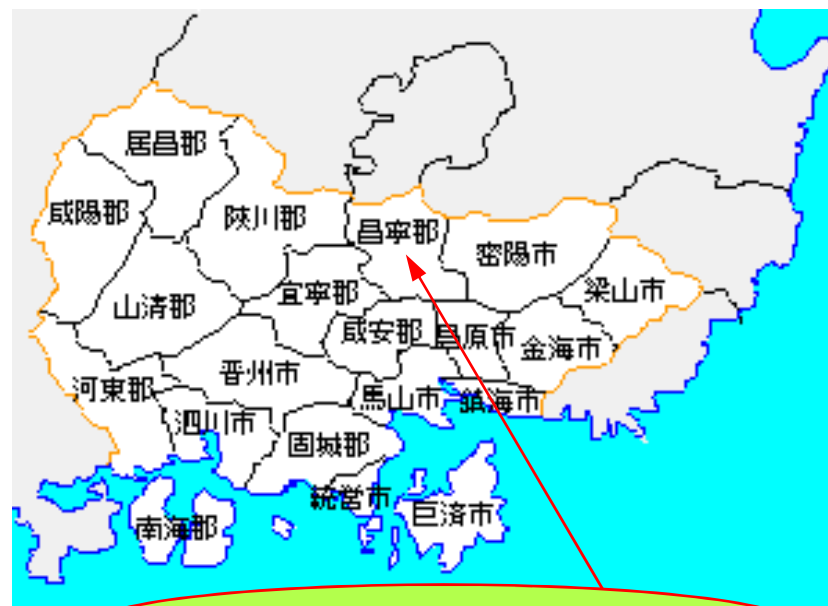 居昌郡
咸陽郡
陜川郡
昌寧郡
密陽市
梁山市
山清郡
宜寧郡
咸安郡
昌原市
金海市
晋州市
河東郡
馬山市
鎮海市
泗川市
固城郡
統営市
南海郡
巨済市